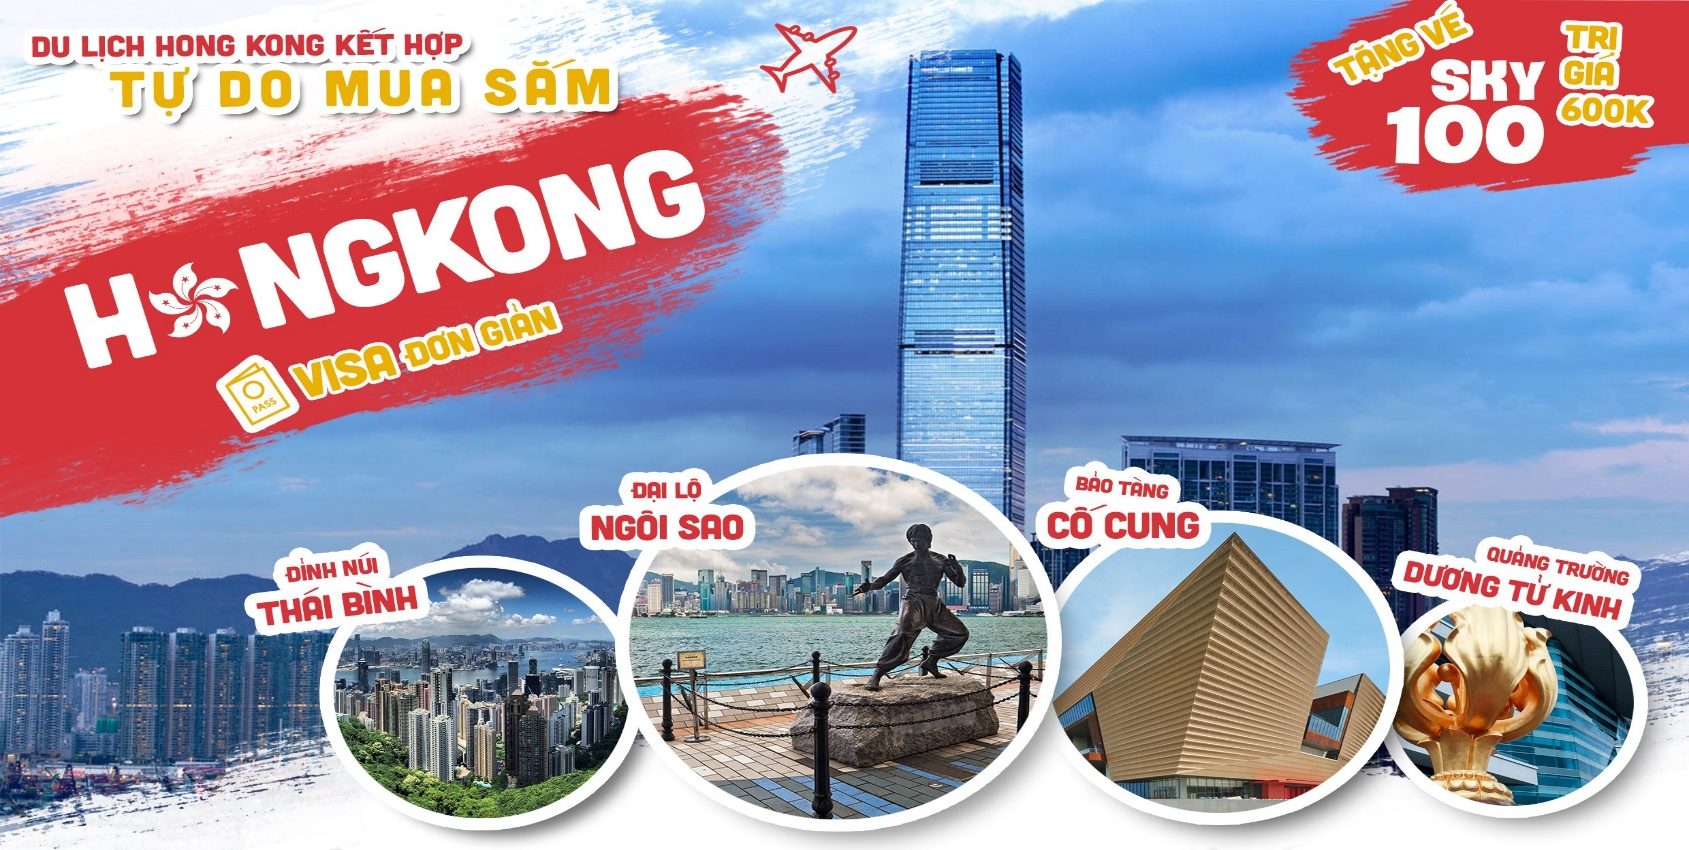 DU LỊCH HONG KONG KẾT HỢP
TỰ DO MUA SẮM
HONGKONG
PASS
VISA ĐƠN GIẢN
TẶNG VÉ
SKY
100
TRỊ
GIÁ
600K
ĐỈNH NÚI
THÁI BÌNH
ĐẠI LỘ
NGÔI SAO
BẢO TÀNG
CỐ CUNG
QUẢNG TRƯỜNG
DƯƠNG TỬ KINH